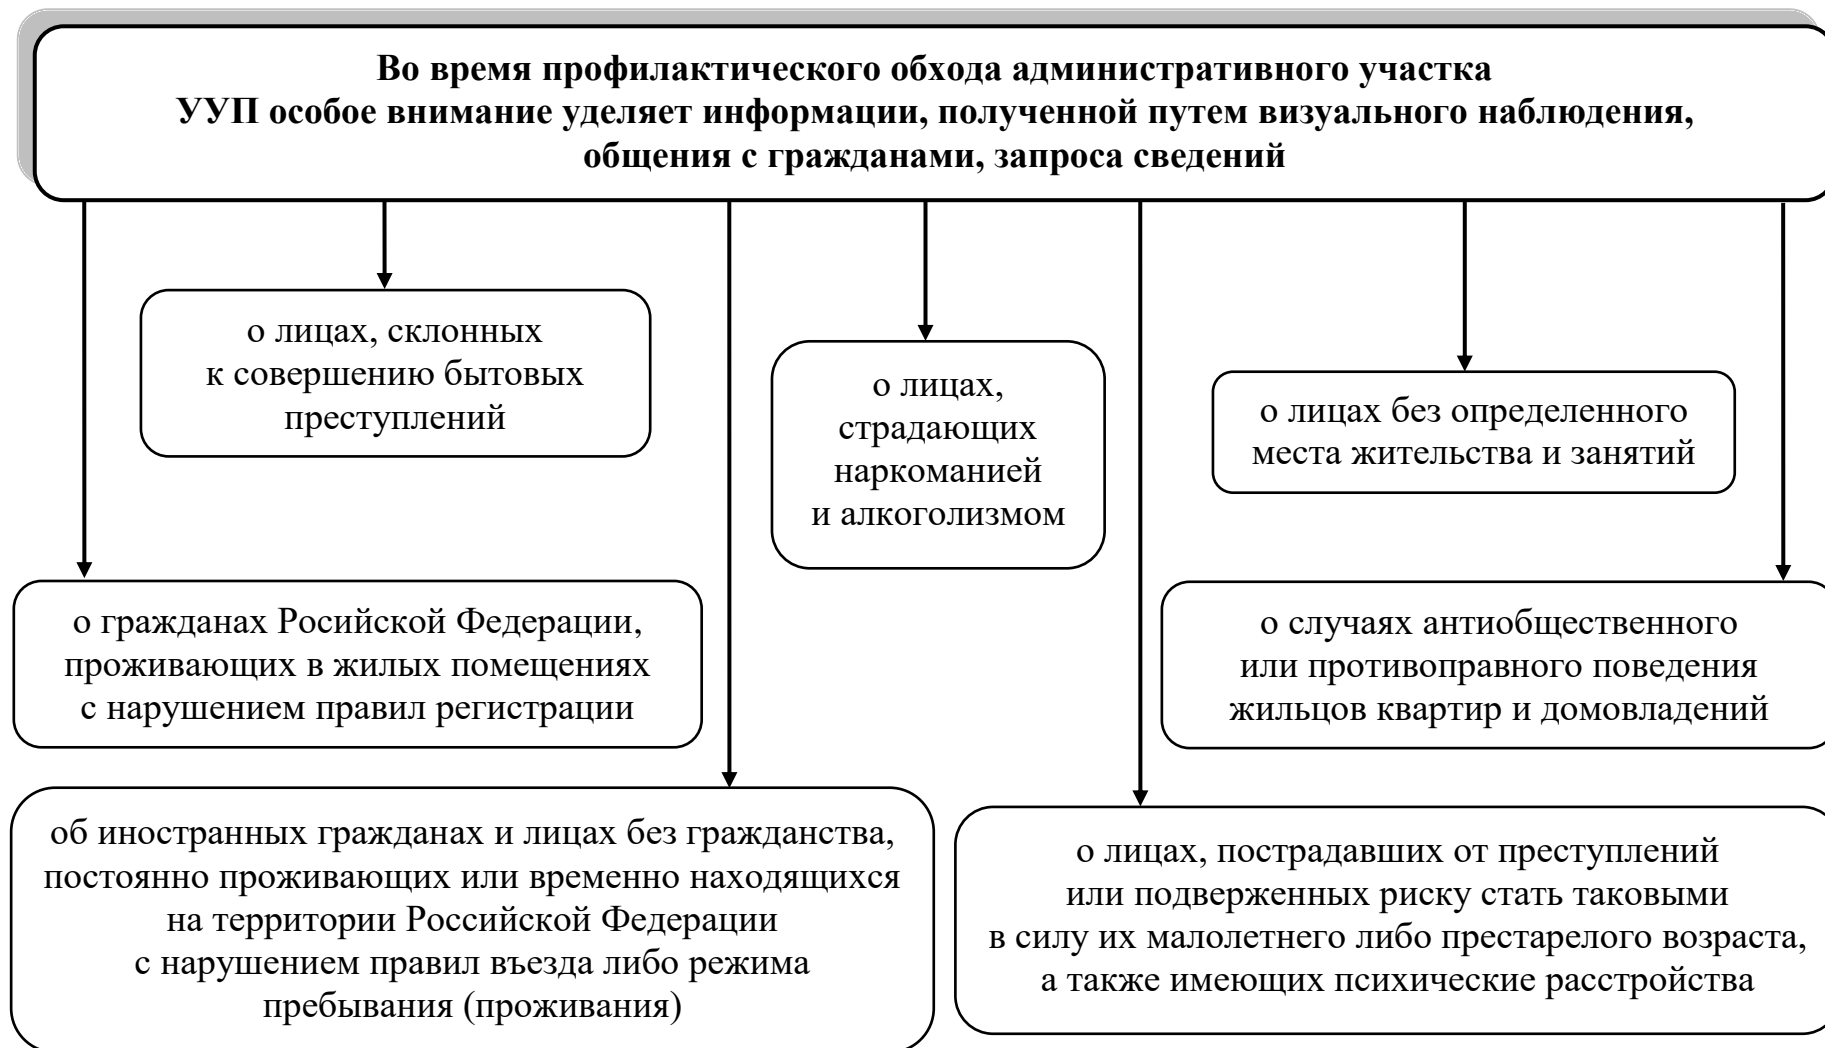 Во время профилактического обхода административного участка
УУП особое внимание уделяет информации, полученной путем визуального наблюдения,
общения с гражданами, запроса сведений
о лицах, склонных
к совершению бытовых
преступлений
о лицах,
страдающих
наркоманией
и алкоголизмом
о лицах без определенного
места жительства и занятий
о гражданах Росийской Федерации,
проживающих в жилых помещениях
с нарушением правил регистрации
о случаях антиобщественного
или противоправного поведения
жильцов квартир и домовладений
об иностранных гражданах и лицах без гражданства,
постоянно проживающих или временно находящихся
на территории Российской Федерации
с нарушением правил въезда либо режима
пребывания (проживания)
о лицах, пострадавших от преступлений
или подверженных риску стать таковыми
в силу их малолетнего либо престарелого возраста,
а также имеющих психические расстройства